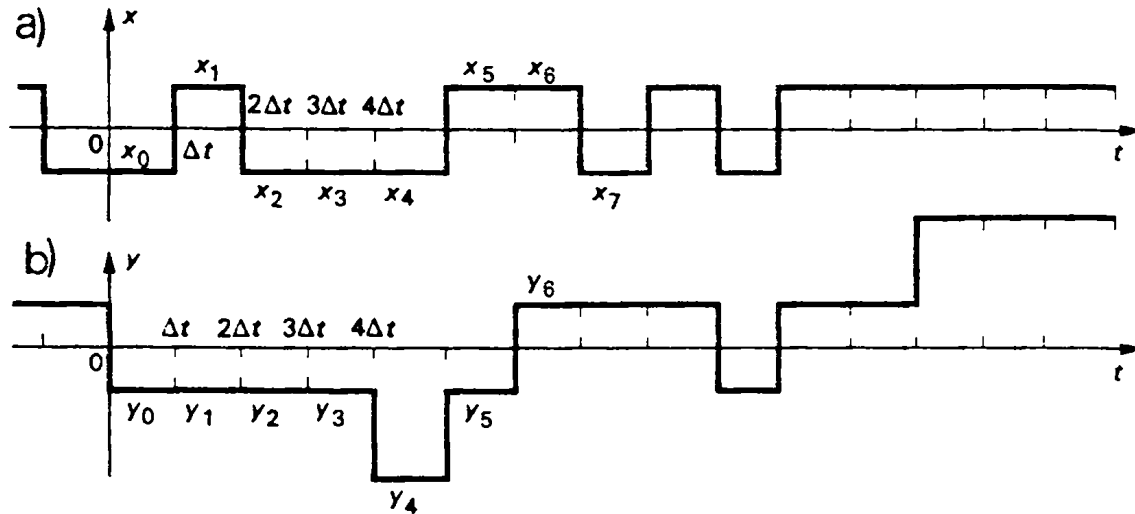 a)
x
x₁
x₅ x₆
2Δt 3Δt 4Δt
0 x₀ Δt
t
x₂ x₃ x₄
x₇
b)
y
y₆
Δt 2Δt 3Δt 4Δt
0
t
y₀ y₁ y₂ y₃ y₅
y₄